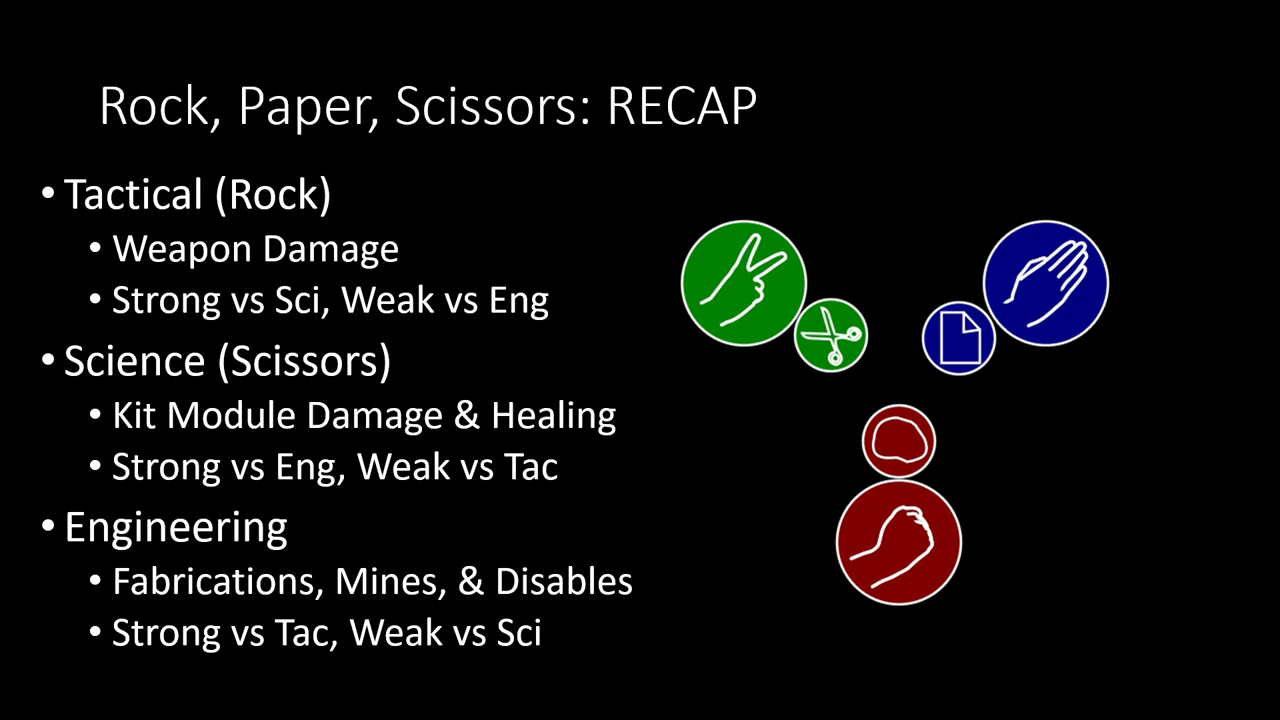 Rock, Paper, Scissors: RECAP
• Tactical (Rock)
• Weapon Damage
• Strong vs Sci, Weak vs Eng
• Science (Scissors)
• Kit Module Damage & Healing
• Strong vs Eng, Weak vs Tac
• Engineering
• Fabrications, Mines, & Disables
• Strong vs Tac, Weak vs Sci